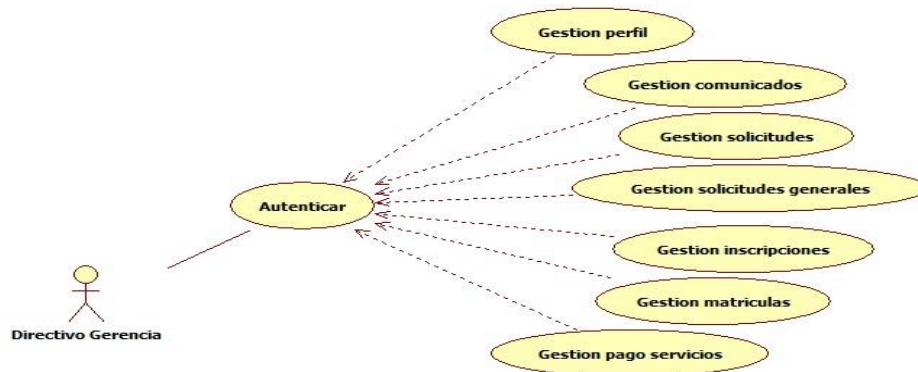 Gestion perfil
Gestion comunicados
Gestion solicitudes
Gestion solicitudes generales
Autenticar
Gestion inscripciones
Gestion matriculas
Directivo Gerencia
Gestion pago servicios